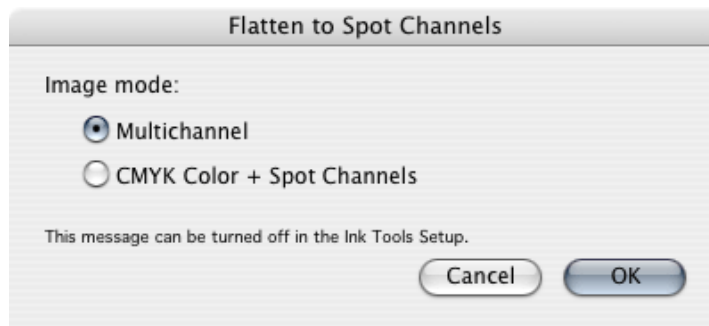 Flatten to Spot Channels
Image mode:
Multichannel
CMYK Color + Spot Channels
This message can be turned off in the Ink Tools Setup.
Cancel OK